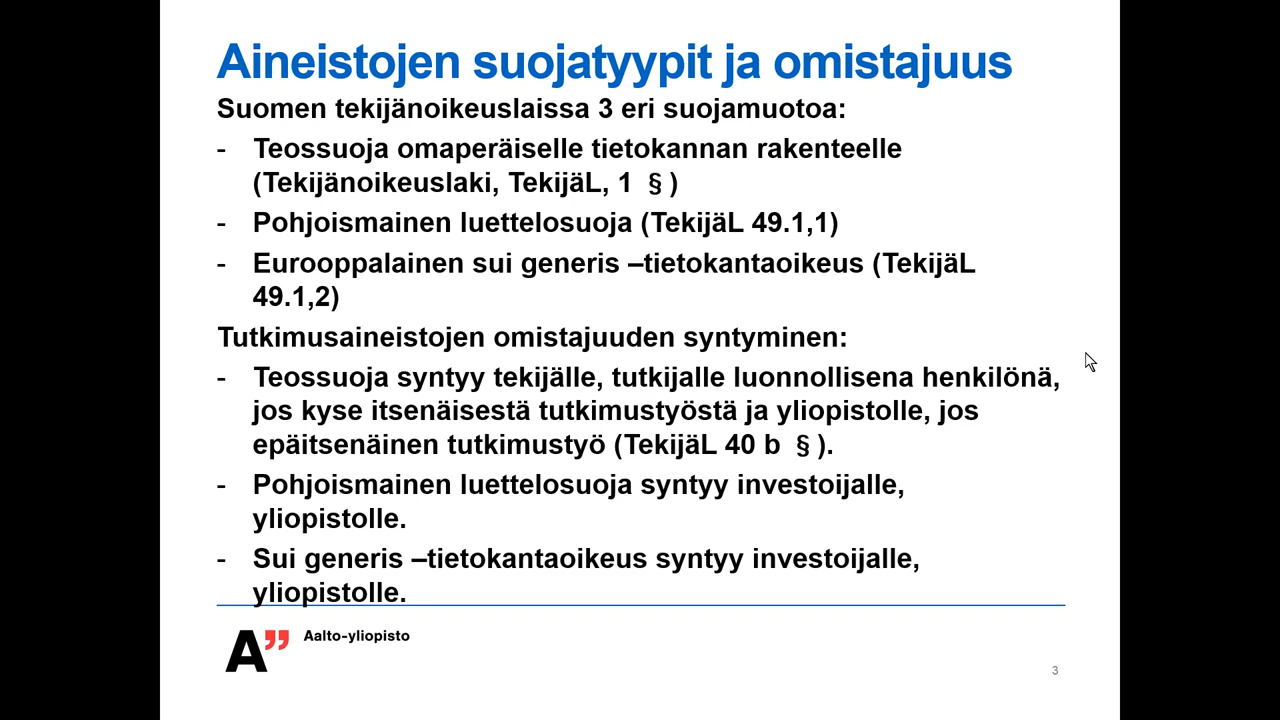 Aineistojen suojatyypit ja omistajuus
Suomen tekijänoikeuslaissa 3 eri suojamuotoa:
- Teossuoja omaperäiselle tietokannan rakenteelle
(Tekijänoikeuslaki, TekijäL, 1 § )
- Pohjoismainen luettelosuoja (TekijäL 49.1,1)
- Eurooppalainen sui generis –tietokantaoikeus (TekijäL
49.1,2)
Tutkimusaineistojen omistajuuden syntyminen:
- Teossuoja syntyy tekijälle, tutkijalle luonnollisena henkilönä,
jos kyse itsenäisestä tutkimustyöstä ja yliopistolle, jos
epäitsenäinen tutkimustyö (TekijäL 40 b § ).
- Pohjoismainen luettelosuoja syntyy investoijalle,
yliopistolle.
- Sui generis –tietokantaoikeus syntyy investoijalle,
yliopistolle.
A” Aalto-yliopisto
3